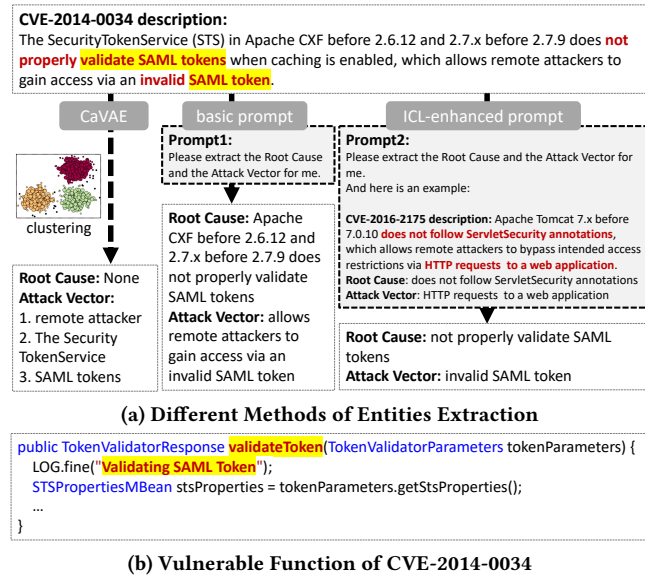 CVE-2014-0034 description:
The SecurityTokenService (STS) in Apache CXF before 2.6.12 and 2.7.x before 2.7.9 does not
properly validate SAML tokens when caching is enabled, which allows remote attackers to
gain access via an invalid SAML token.
CaVAE
basic prompt
ICL-enhanced prompt
clustering
Root Cause: None
Attack Vector:
1. remote attacker
2. The Security
TokenService
3. SAML tokens
Prompt1:
Please extract the Root Cause
and the Attack Vector for me.
Root Cause: Apache
CXF before 2.6.12 and
2.7.x before 2.7.9 does
not properly validate
SAML tokens
Attack Vector: allows
remote attackers to
gain access via an
invalid SAML token
Prompt2:
Please extract the Root Cause and the Attack Vector for
me.
And here is an example:
CVE-2016-2175 description: Apache Tomcat 7.x before
7.0.10 does not follow ServletSecurity annotations,
which allows remote attackers to bypass intended access
restrictions via HTTP requests to a web application.
Root Cause: does not follow ServletSecurity annotations
Attack Vector: HTTP requests to a web application
Root Cause: not properly validate SAML
tokens
Attack Vector: invalid SAML token
(a) Different Methods of Entities Extraction
public TokenValidatorResponse validateToken(TokenValidatorParameters tokenParameters) {
LOG.fine("Validating SAML Token");
STSPropertiesMBean stsProperties = tokenParameters.getStsProperties();
…
}
(b) Vulnerable Function of CVE-2014-0034